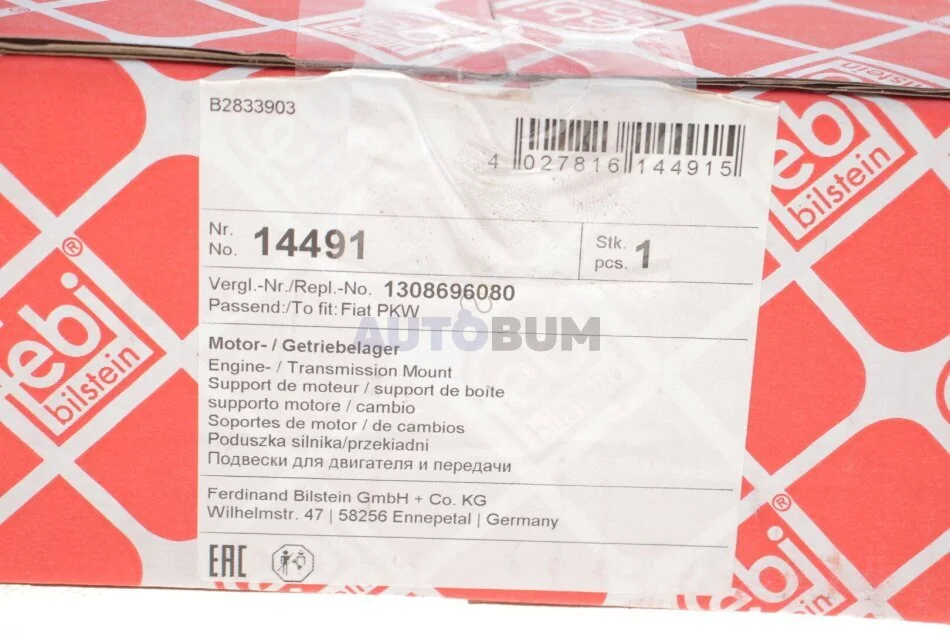 febi
bilstein
B2833903
4 027816 144915
febi
bilstein
Nr.
No. 14491
Stk.
pcs. 1
Vergl.-Nr./Repl.-No. 1308696080
Passend:/To fit: Fiat PKW
AUTOBUM
Motor- / Getriebelager
Engine- / Transmission Mount
Support de moteur / support de boîte
supporto motore / cambio
Soportes de motor / de cambios
Poduszka silnika/przekiadni
Подвески для двигателя и передачи
Ferdinand Bilstein GmbH + Co. KG
Wilhelmstr. 47 | 58256 Ennepetal | Germany
EAC
febi®
bilstein
febi®
bilstein